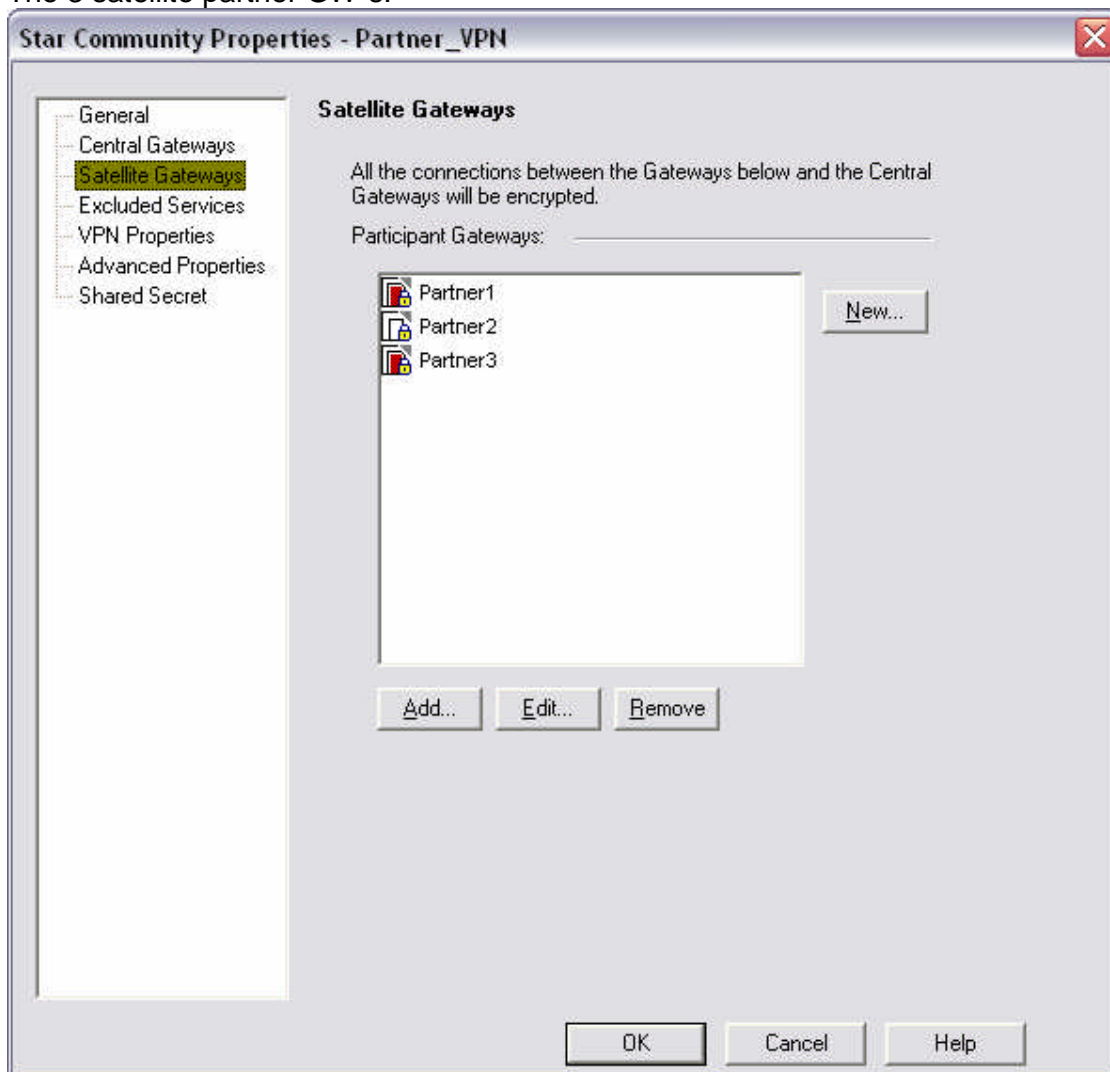 Star Community Properties - Partner_VPN
General
Central Gateways
Satellite Gateways
Excluded Services
VPN Properties
Advanced Properties
Shared Secret
Satellite Gateways
All the connections between the Gateways below and the Central
Gateways will be encrypted.
Participant Gateways:
Partner1
Partner2
Partner3
New...
Add...
Edit...
Remove
OK
Cancel
Help